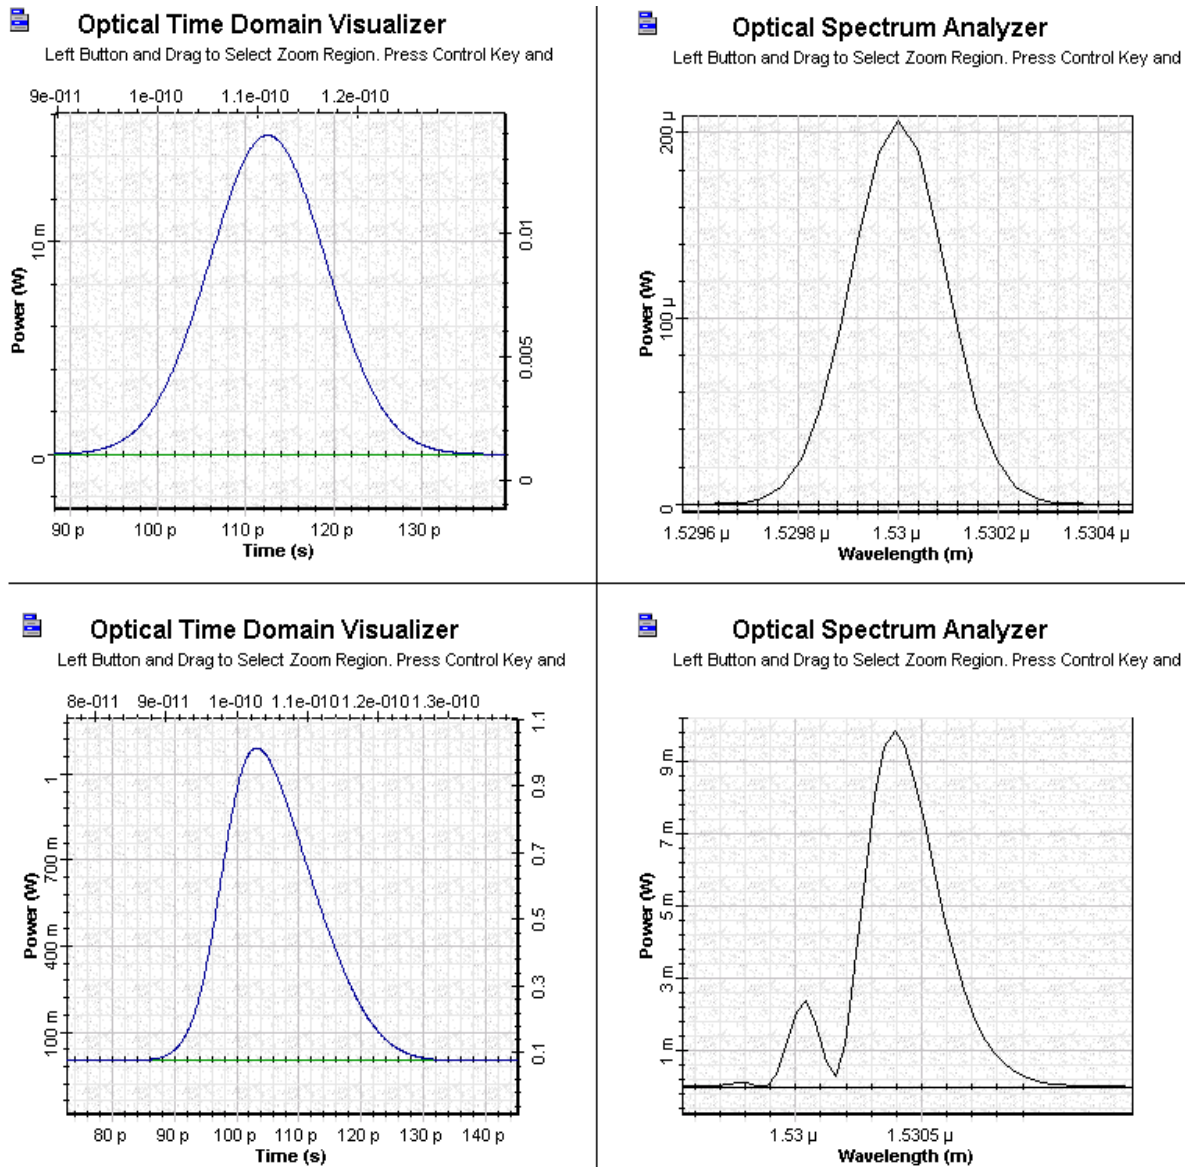 Optical Time Domain Visualizer
Left Button and Drag to Select Zoom Region. Press Control Key and
9e-011 1e-010 1.1e-010 1.2e-010
Power (W)
10 m
0
0.01
0.005
0
90 p 100 p 110 p 120 p 130 p
Time (s)
Optical Spectrum Analyzer
Left Button and Drag to Select Zoom Region. Press Control Key and
Power (W)
200 µ
100 µ
0
1.5296 µ 1.5298 µ 1.53 µ 1.5302 µ 1.5304 µ
Wavelength (m)
Optical Time Domain Visualizer
Left Button and Drag to Select Zoom Region. Press Control Key and
8e-011 9e-011 1e-010 1.1e-010 1.2e-010 1.3e-010
Power (W)
1
700 m
400 m
100 m
1.1
0.9
0.7
0.5
0.3
0.1
80 p 90 p 100 p 110 p 120 p 130 p 140 p
Time (s)
Optical Spectrum Analyzer
Left Button and Drag to Select Zoom Region. Press Control Key and
Power (W)
9 m
7 m
5 m
3 m
1 m
1.53 µ 1.5305 µ
Wavelength (m)